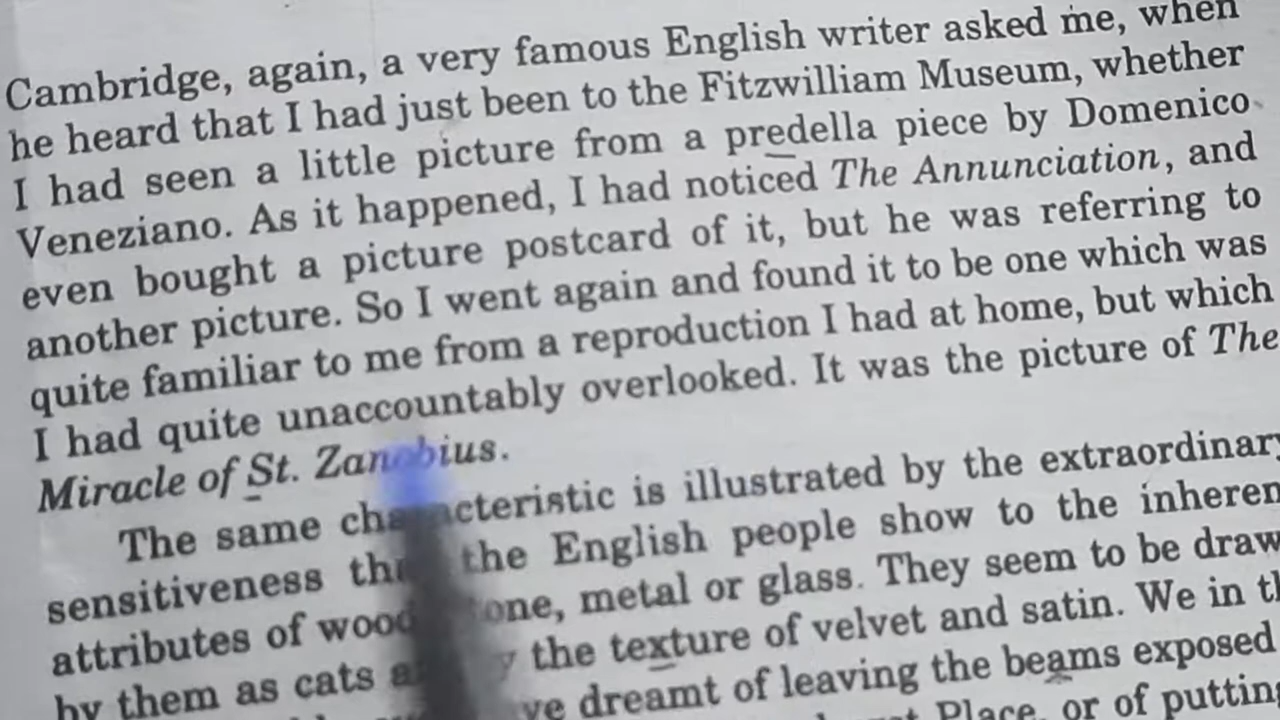 Cambridge, again, a very famous English writer asked me, when
he heard that I had just been to the Fitzwilliam Museum, whether
I had seen a little picture from a predella piece by Domenico
Veneziano. As it happened, I had noticed The Annunciation, and
even bought a picture postcard of it, but he was referring to
another picture. So I went again and found it to be one which was
quite familiar to me from a reproduction I had at home, but which
I had quite unaccountably overlooked. It was the picture of The
Miracle of St. Zanobius.
The same characteristic is illustrated by the extraordinary
sensitiveness the English people show to the
attributes of metal or glass. They seem to be
by them as cats the texture of velvet and satin. We in
dreamt of leaving the beams exposed
Place, or of putting